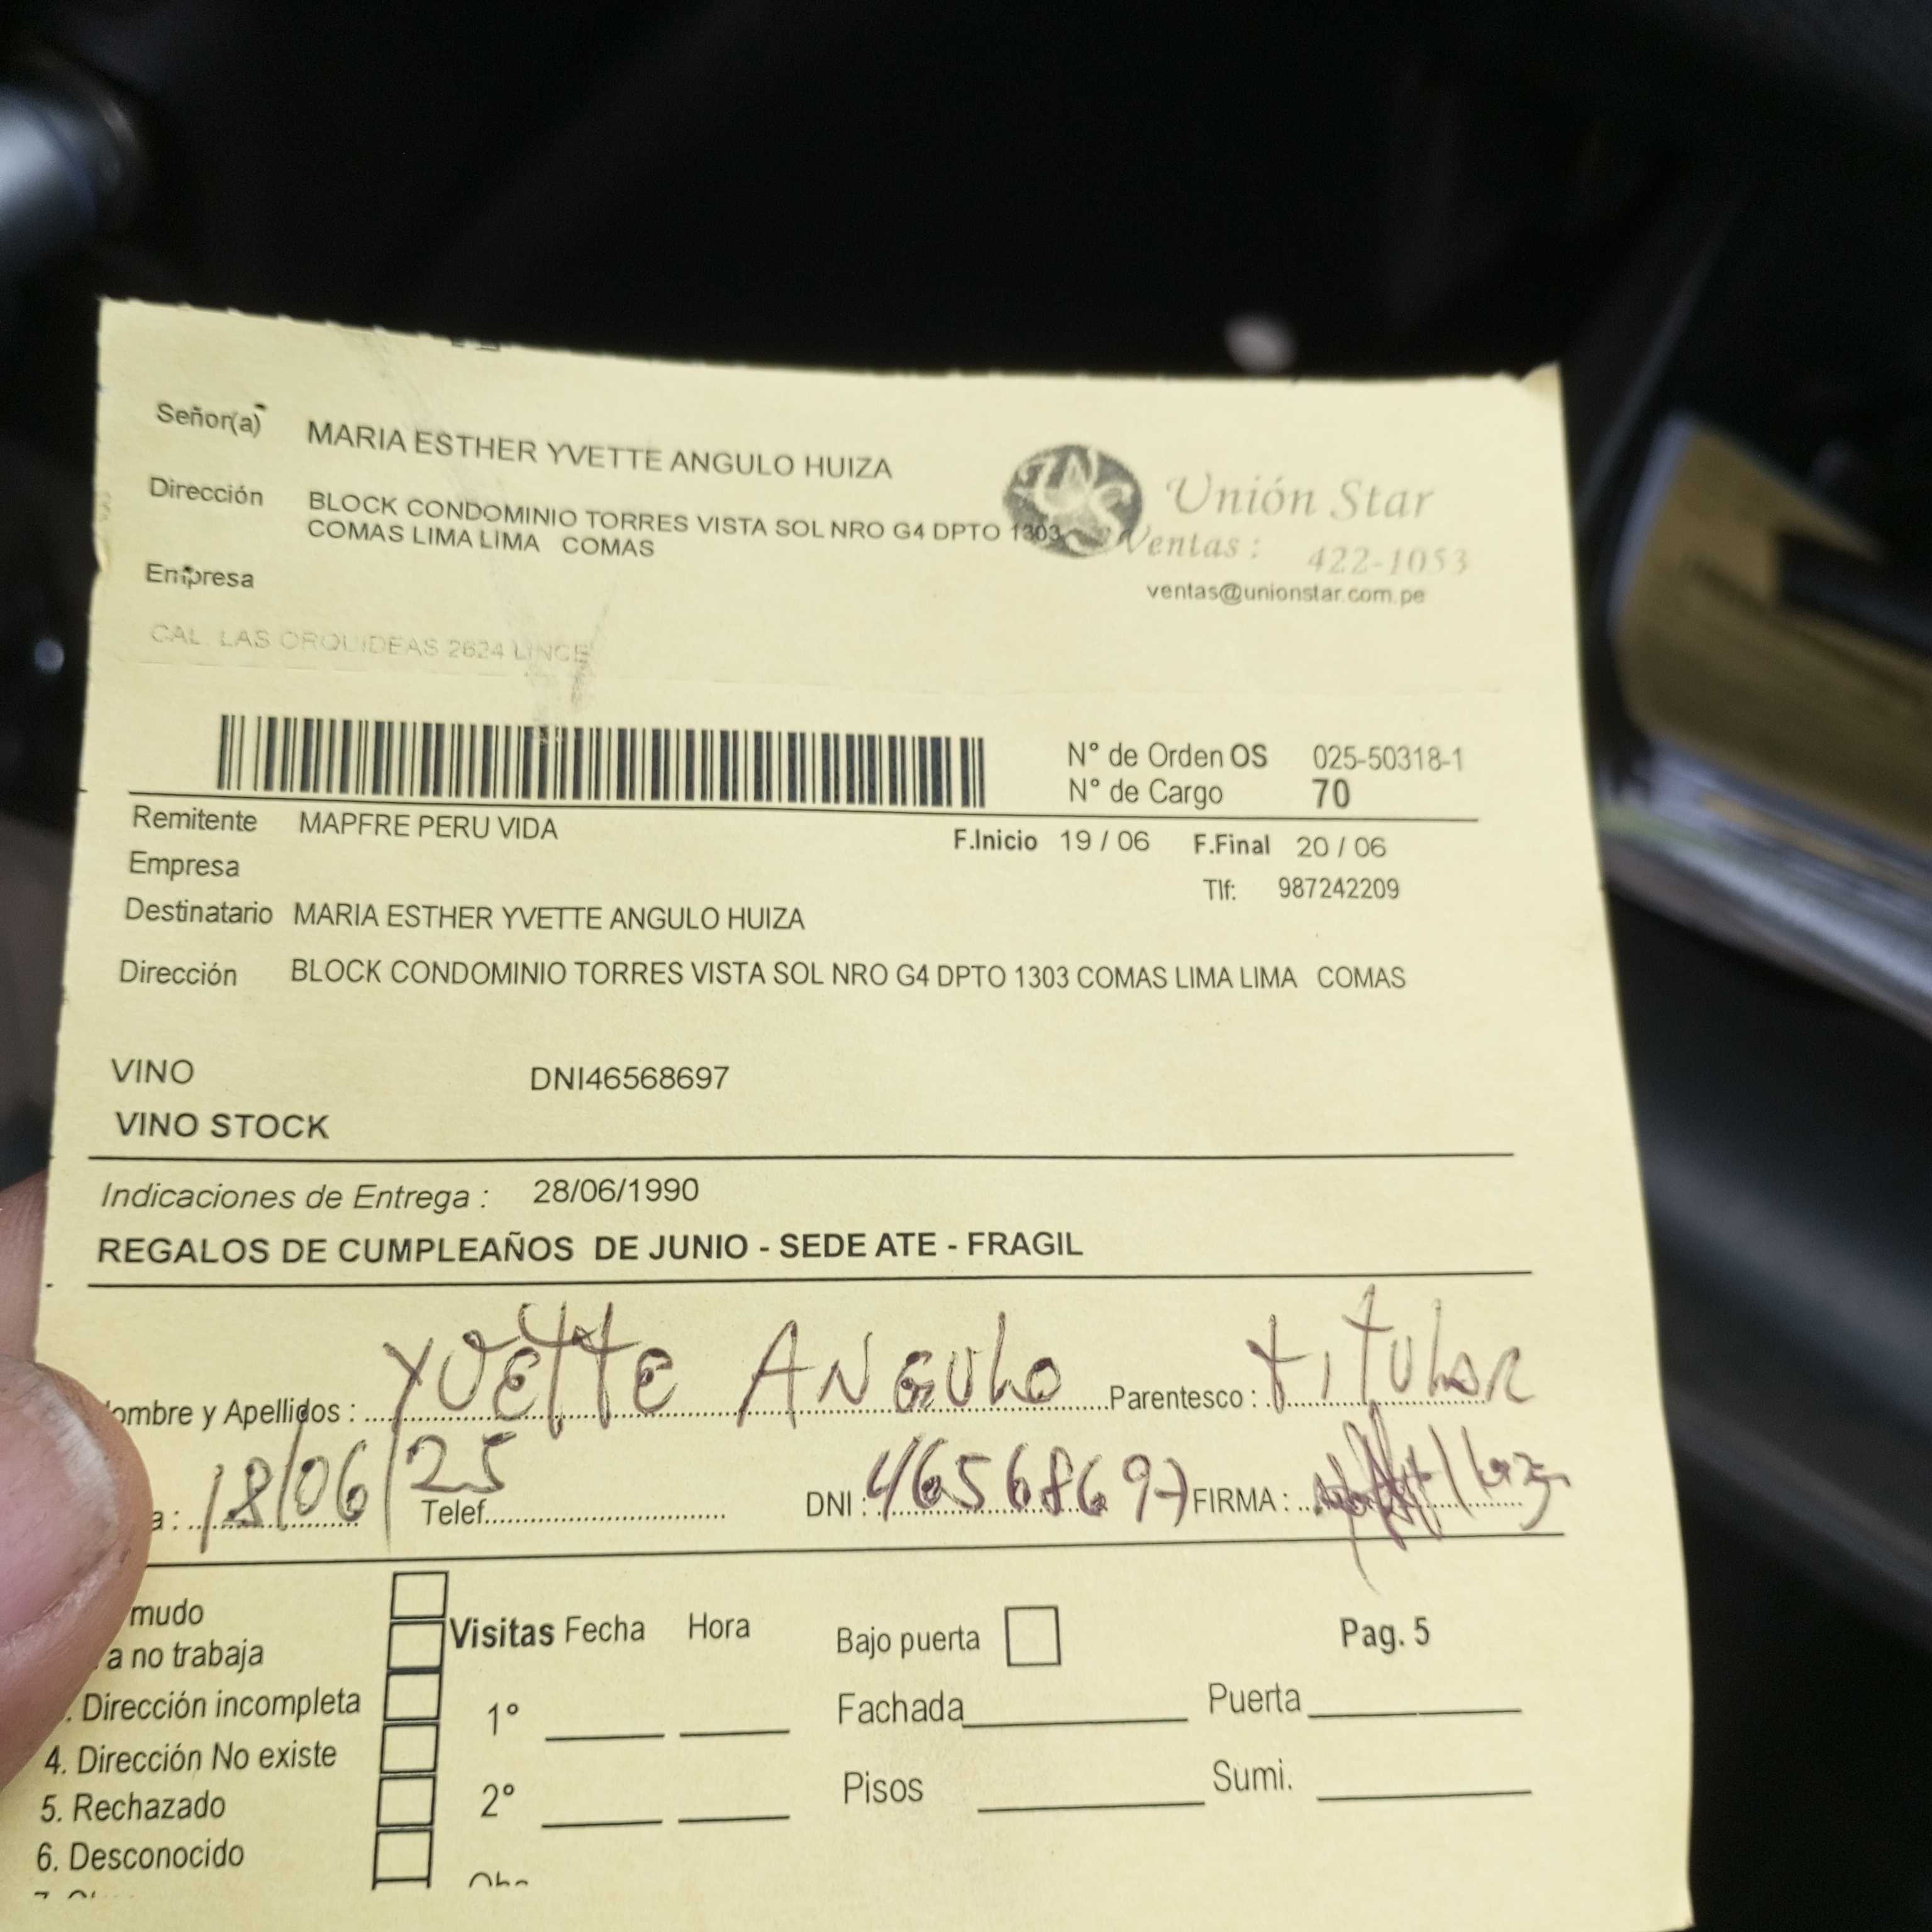 Señor(a) MARIA ESTHER YVETTE ANGULO HUIZA
Dirección BLOCK CONDOMINIO TORRES VISTA SOL NRO G4 DPTO 1303
COMAS LIMA LIMA COMAS
Unión Star
Ventas : 422-1053
ventas@unionstar.com.pe
Empresa
CAL. LAS ORQUIDEAS 2624 LINCE
Nº de Orden OS 025-50318-1
Nº de Cargo 70
Remitente MAPFRE PERU VIDA
F.Inicio 19 / 06 F.Final 20 / 06
Empresa
Tlf: 987242209
Destinatario MARIA ESTHER YVETTE ANGULO HUIZA
Dirección BLOCK CONDOMINIO TORRES VISTA SOL NRO G4 DPTO 1303 COMAS LIMA LIMA COMAS
VINO DNI46568697
VINO STOCK
Indicaciones de Entrega : 28/06/1990
REGALOS DE CUMPLEAÑOS DE JUNIO - SEDE ATE - FRAGIL
ombre y Apellidos : Yvette Angulo Parentesco : titular
a : 18/06/25 Telef. DNI : 46568697 FIRMA :
mudo
Visitas Fecha Hora Bajo puerta Pag. 5
a no trabaja
. Dirección incompleta 1º Fachada Puerta
4. Dirección No existe
5. Rechazado 2º Pisos Sumi.
6. Desconocido